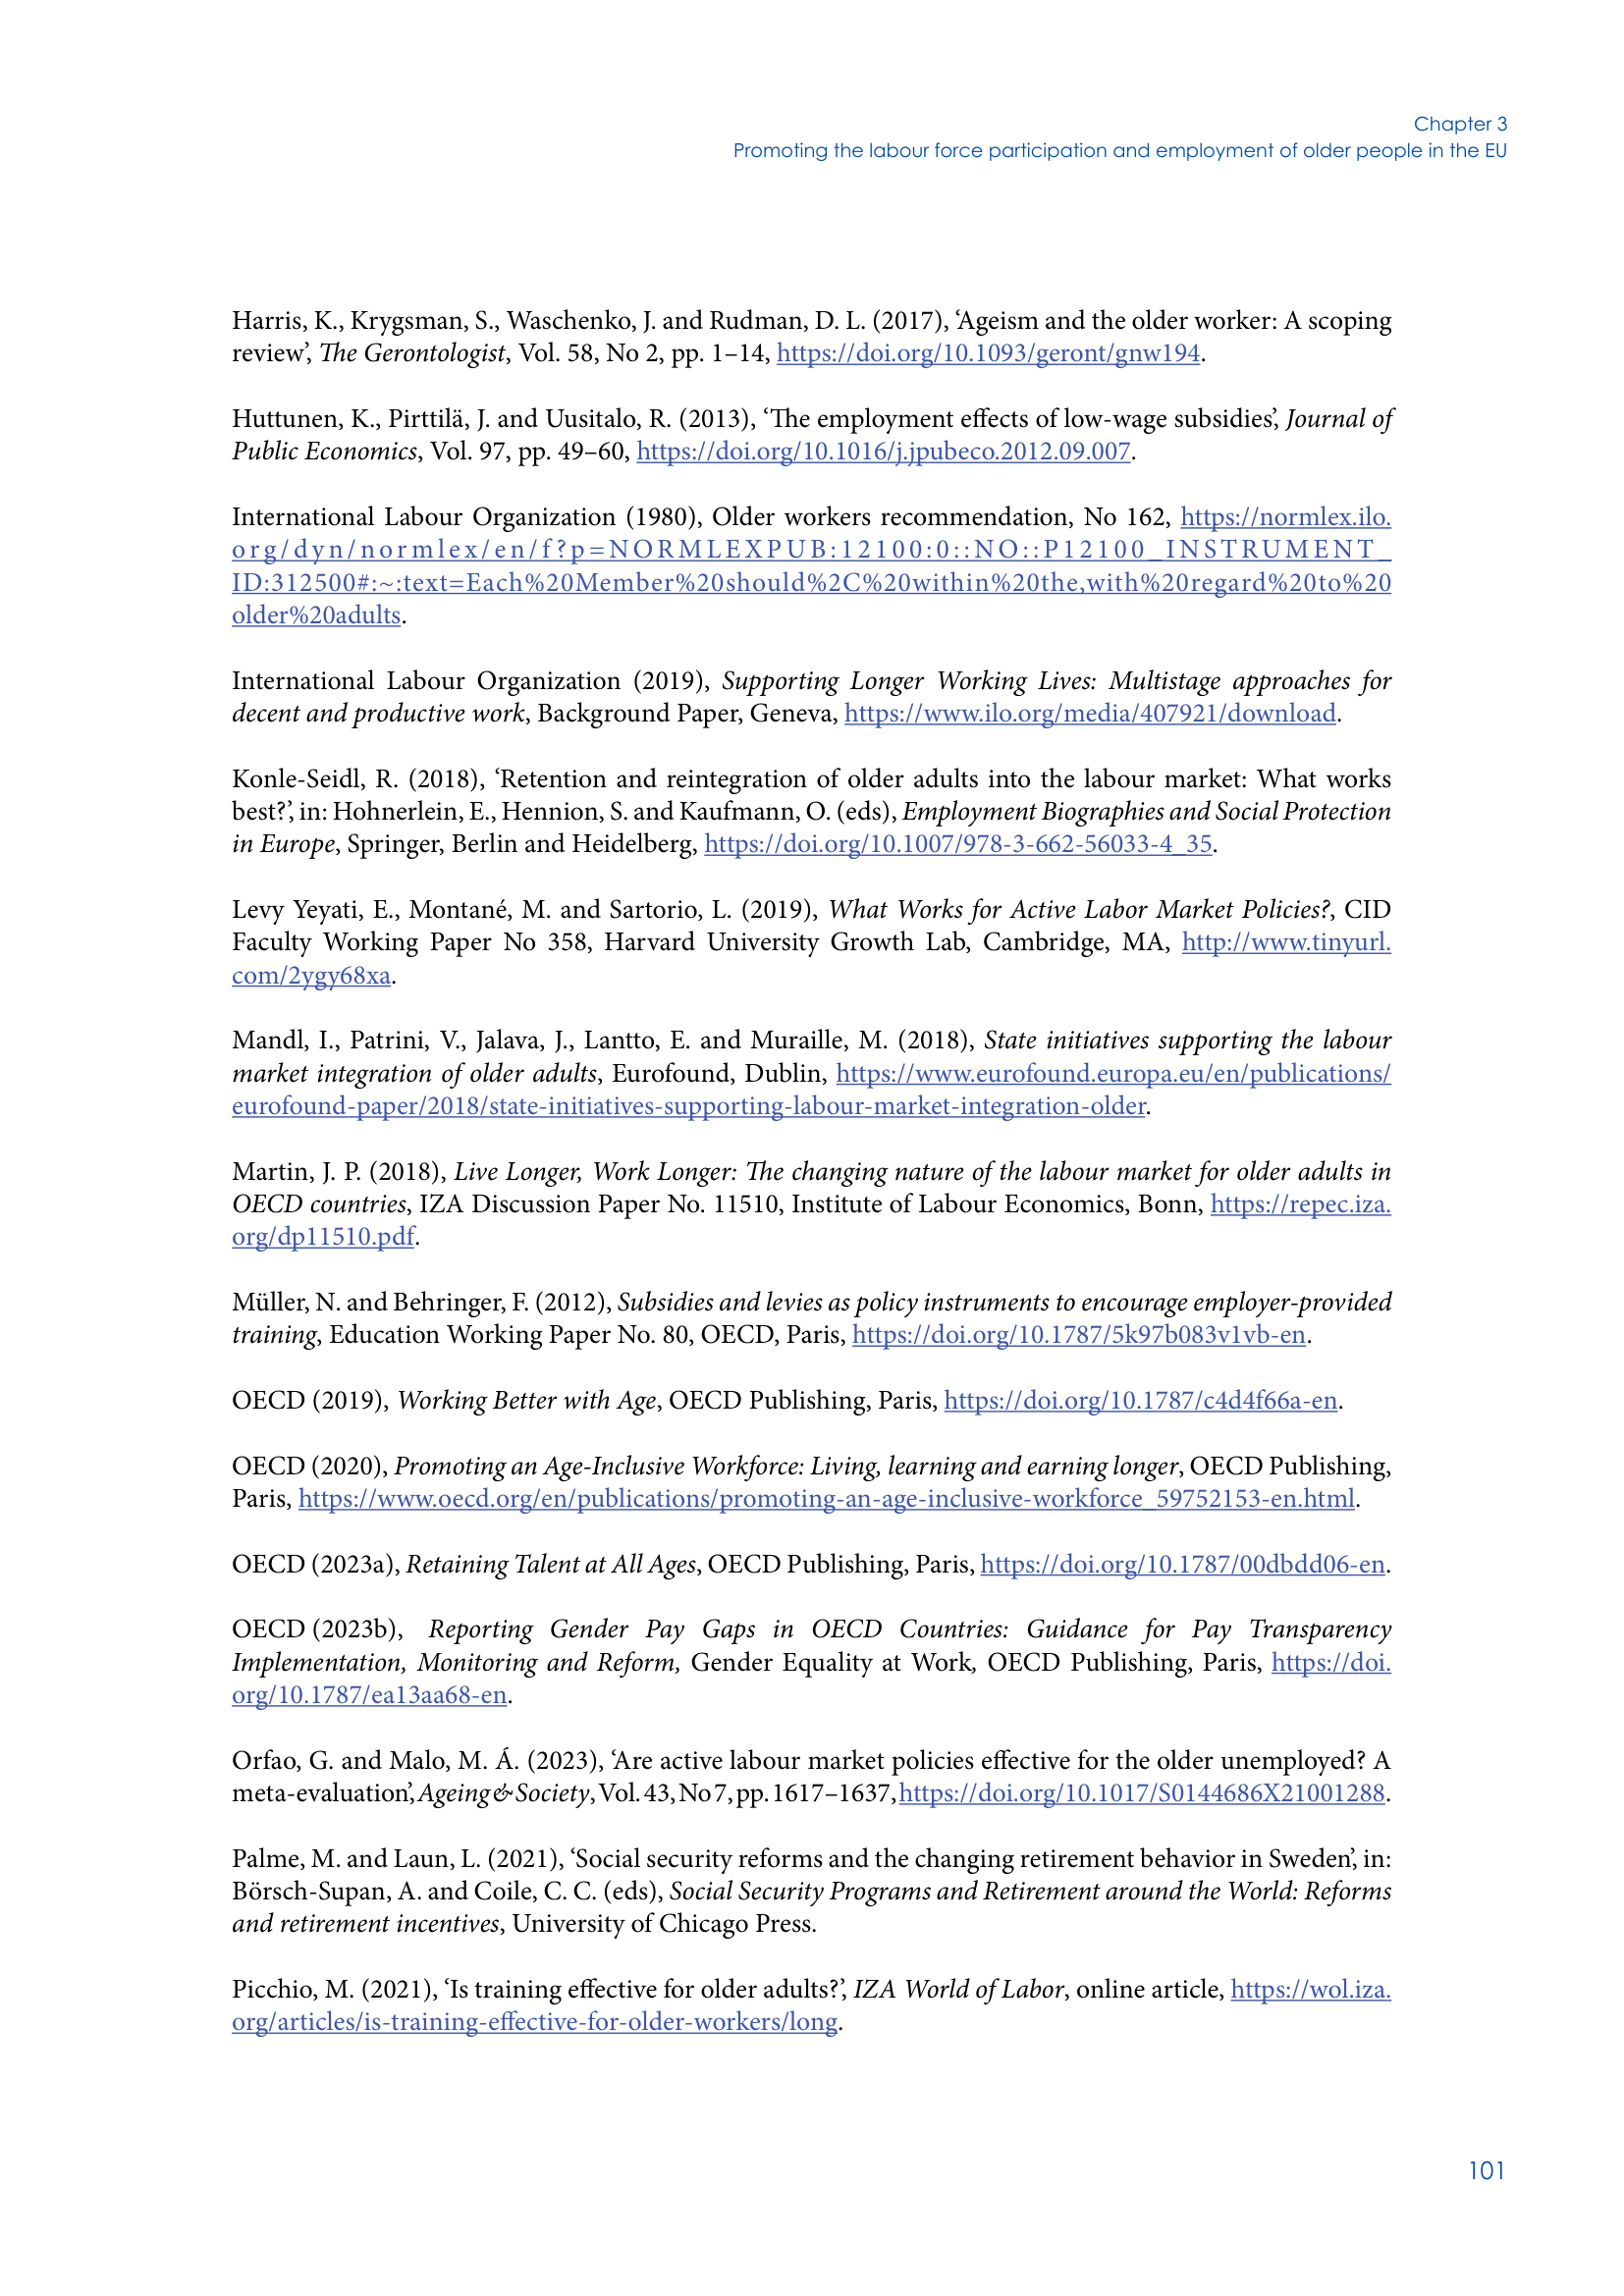 Chapter 3
Promoting the labour force participation and employment of older people in the EU
Harris, K., Krygsman, S., Waschenko, J. and Rudman, D. L. (2017), ‘Ageism and the older worker: A scoping
review’, The Gerontologist, Vol. 58, No 2, pp. 1–14, https://doi.org/10.1093/geront/gnw194.
Huttunen, K., Pirttilä, J. and Uusitalo, R. (2013), ‘The employment effects of low-wage subsidies’, Journal of
Public Economics, Vol. 97, pp. 49–60, https://doi.org/10.1016/j.jpubeco.2012.09.007.
International Labour Organization (1980), Older workers recommendation, No 162, https://normlex.ilo.
org/dyn/normlex/en/f?p=NORMLEXPUB:12100:0::NO::P12100_INSTRUMENT_
ID:312500#:~:text=Each%20Member%20should%2C%20within%20the,with%20regard%20to%20
older%20adults.
International Labour Organization (2019), Supporting Longer Working Lives: Multistage approaches for
decent and productive work, Background Paper, Geneva, https://www.ilo.org/media/407921/download.
Konle-Seidl, R. (2018), ‘Retention and reintegration of older adults into the labour market: What works
best?’, in: Hohnerlein, E., Hennion, S. and Kaufmann, O. (eds), Employment Biographies and Social Protection
in Europe, Springer, Berlin and Heidelberg, https://doi.org/10.1007/978-3-662-56033-4_35.
Levy Yeyati, E., Montané, M. and Sartorio, L. (2019), What Works for Active Labor Market Policies?, CID
Faculty Working Paper No 358, Harvard University Growth Lab, Cambridge, MA, http://www.tinyurl.
com/2ygy68xa.
Mandl, I., Patrini, V., Jalava, J., Lantto, E. and Muraille, M. (2018), State initiatives supporting the labour
market integration of older adults, Eurofound, Dublin, https://www.eurofound.europa.eu/en/publications/
eurofound-paper/2018/state-initiatives-supporting-labour-market-integration-older.
Martin, J. P. (2018), Live Longer, Work Longer: The changing nature of the labour market for older adults in
OECD countries, IZA Discussion Paper No. 11510, Institute of Labour Economics, Bonn, https://repec.iza.
org/dp11510.pdf.
Müller, N. and Behringer, F. (2012), Subsidies and levies as policy instruments to encourage employer-provided
training, Education Working Paper No. 80, OECD, Paris, https://doi.org/10.1787/5k97b083v1vb-en.
OECD (2019), Working Better with Age, OECD Publishing, Paris, https://doi.org/10.1787/c4d4f66a-en.
OECD (2020), Promoting an Age-Inclusive Workforce: Living, learning and earning longer, OECD Publishing,
Paris, https://www.oecd.org/en/publications/promoting-an-age-inclusive-workforce_59752153-en.html.
OECD (2023a), Retaining Talent at All Ages, OECD Publishing, Paris, https://doi.org/10.1787/00dbdd06-en.
OECD (2023b), Reporting Gender Pay Gaps in OECD Countries: Guidance for Pay Transparency
Implementation, Monitoring and Reform, Gender Equality at Work, OECD Publishing, Paris, https://doi.
org/10.1787/ea13aa68-en.
Orfao, G. and Malo, M. Á. (2023), ‘Are active labour market policies effective for the older unemployed? A
meta-evaluation’, Ageing & Society, Vol. 43, No 7, pp. 1617–1637, https://doi.org/10.1017/S0144686X21001288.
Palme, M. and Laun, L. (2021), ‘Social security reforms and the changing retirement behavior in Sweden’, in:
Börsch-Supan, A. and Coile, C. C. (eds), Social Security Programs and Retirement around the World: Reforms
and retirement incentives, University of Chicago Press.
Picchio, M. (2021), ‘Is training effective for older adults?’, IZA World of Labor, online article, https://wol.iza.
org/articles/is-training-effective-for-older-workers/long.
101